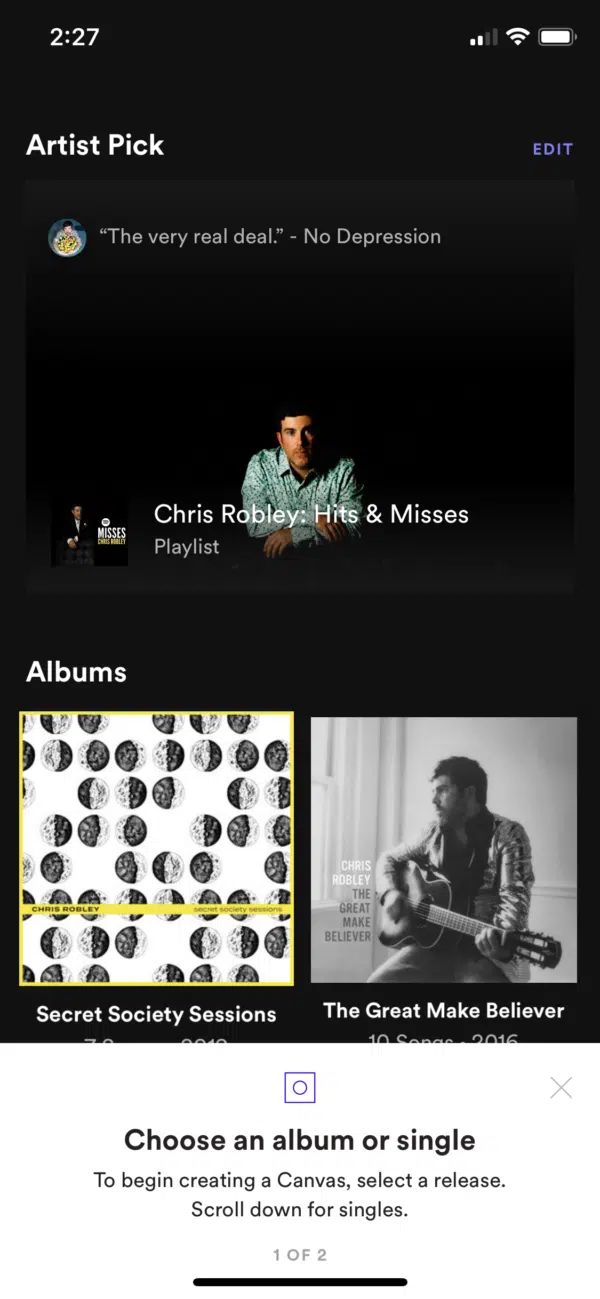 2:27
Artist Pick
EDIT
“The very real deal.” - No Depression
MISSES
CHRIS ROBLEY
Chris Robley: Hits & Misses
Playlist
Albums
CHRIS ROBLEY
secret society sessions
CHRIS
ROBLEY
THE
GREAT
MAKE
BELIEVER
Secret Society Sessions
The Great Make Believer
10 Songs • 2016
Choose an album or single
To begin creating a Canvas, select a release.
Scroll down for singles.
1 OF 2